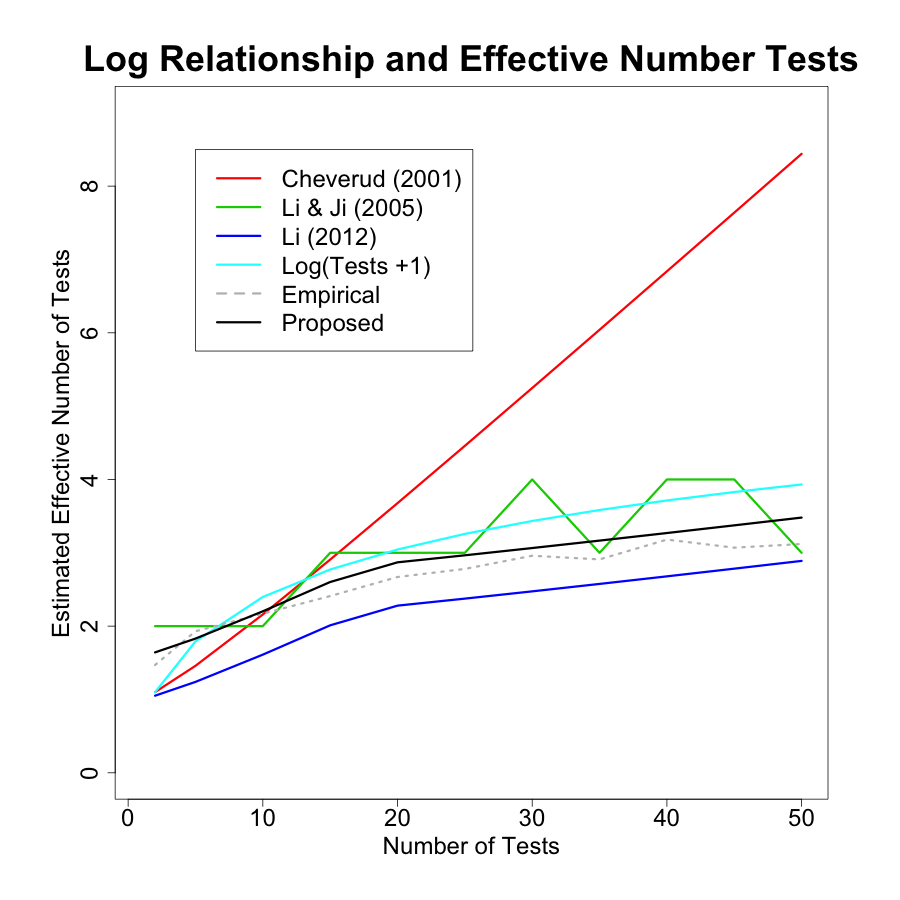 Log Relationship and Effective Number Tests
Estimated Effective Number of Tests
8
6
4
2
0
Cheverud (2001)
Li & Ji (2005)
Li (2012)
Log(Tests +1)
Empirical
Proposed
0 10 20 30 40 50
Number of Tests